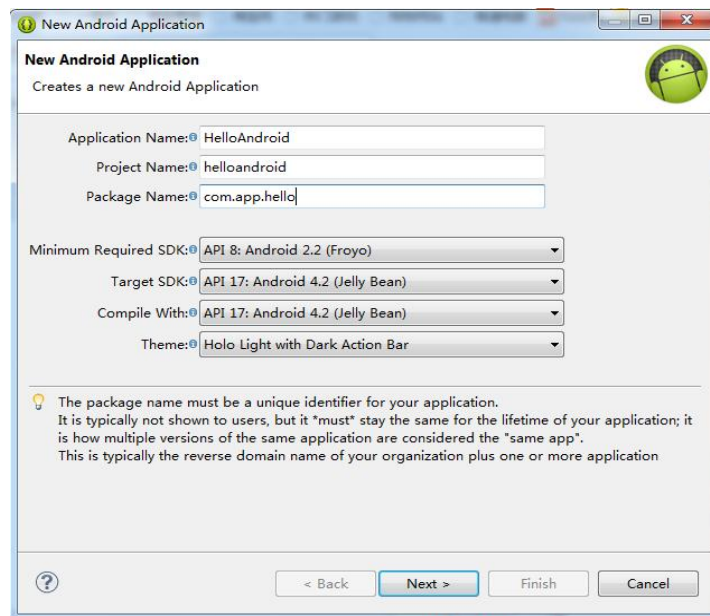 New Android Application
New Android Application
Creates a new Android Application
Application Name: HelloAndroid
Project Name: helloandroid
Package Name: com.app.hello
Minimum Required SDK: API 8: Android 2.2 (Froyo)
Target SDK: API 17: Android 4.2 (Jelly Bean)
Compile With: API 17: Android 4.2 (Jelly Bean)
Theme: Holo Light with Dark Action Bar
The package name must be a unique identifier for your application.
It is typically not shown to users, but it *must* stay the same for the lifetime of your application; it
is how multiple versions of the same application are considered the "same app".
This is typically the reverse domain name of your organization plus one or more application
? < Back Next > Finish Cancel